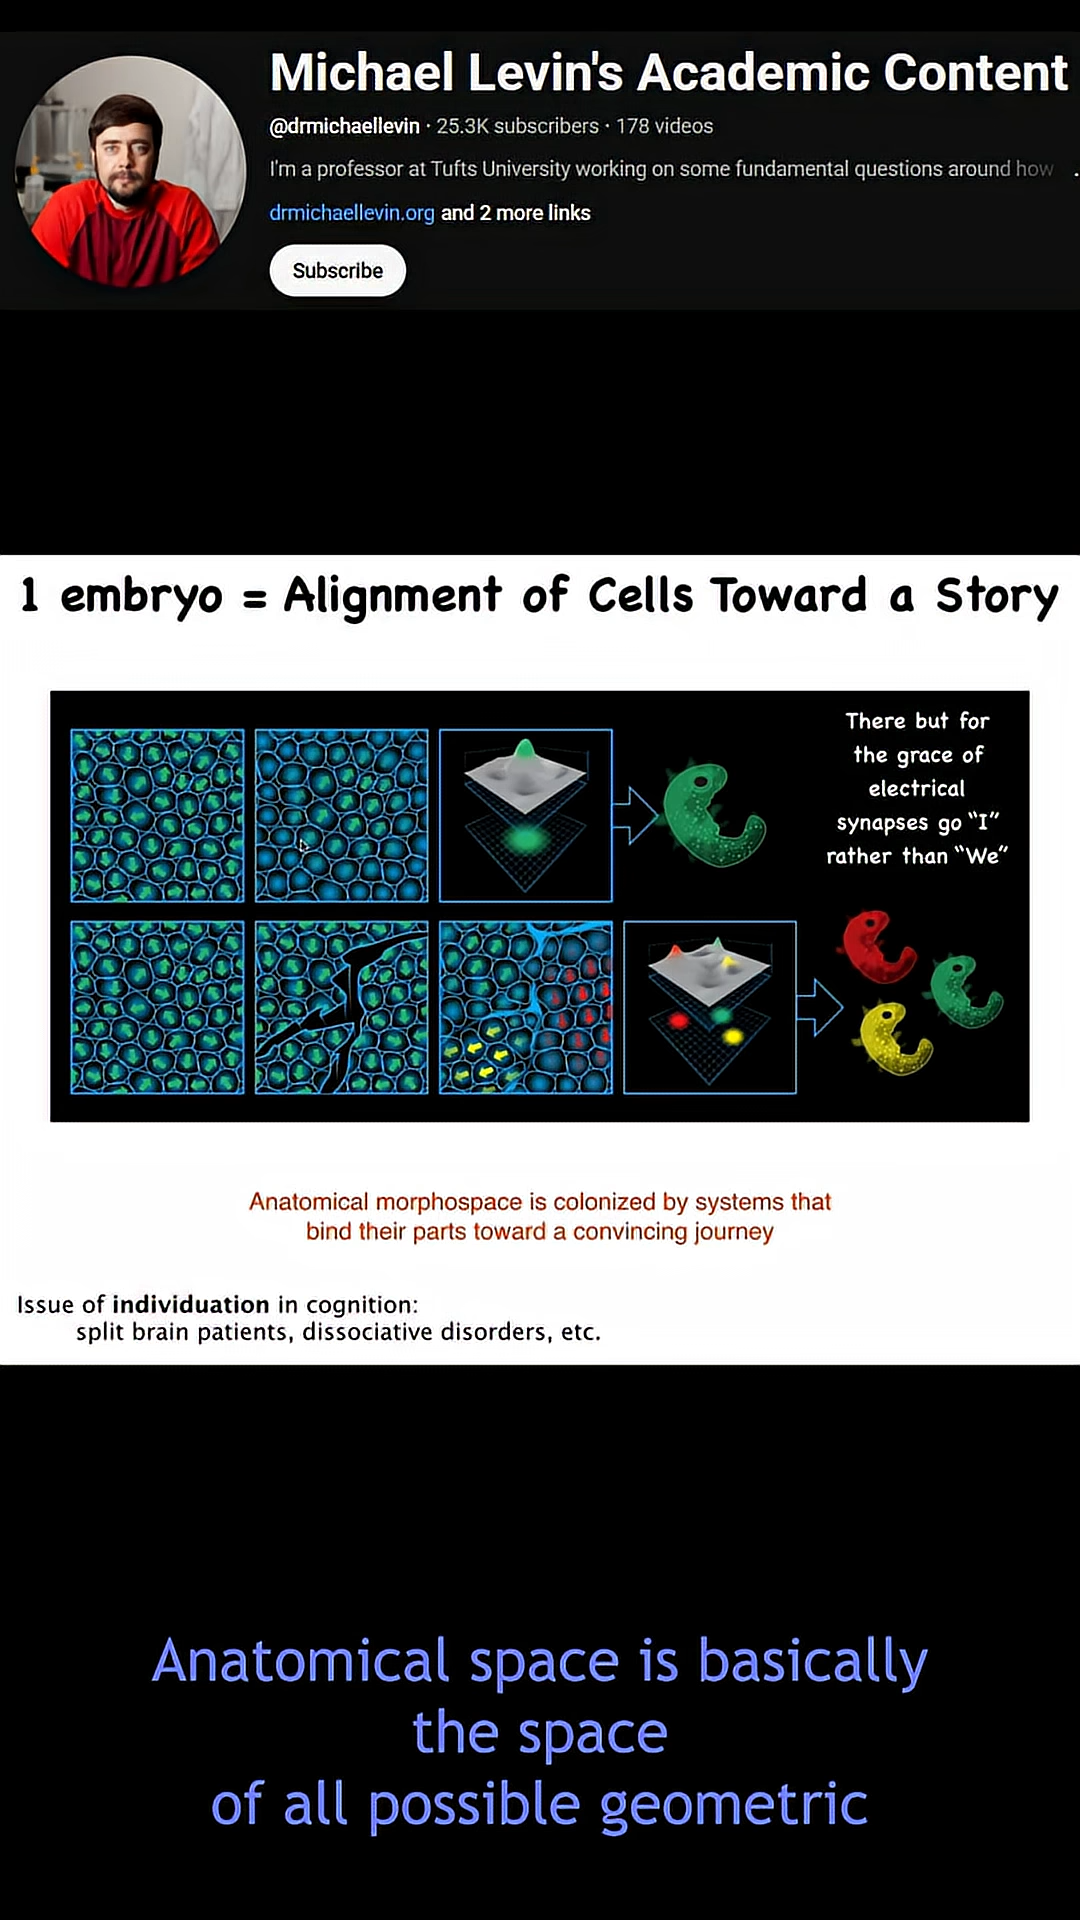 Michael Levin's Academic Content
@drmichaellevin · 25.3K subscribers · 178 videos
I'm a professor at Tufts University working on some fundamental questions around how
drmichaellevin.org and 2 more links
Subscribe
1 embryo = Alignment of Cells Toward a Story
There but for
the grace of
electrical
synapses go "I"
rather than "We"
Anatomical morphospace is colonized by systems that
bind their parts toward a convincing journey
Issue of individuation in cognition:
split brain patients, dissociative disorders, etc.
Anatomical space is basically
the space
of all possible geometric